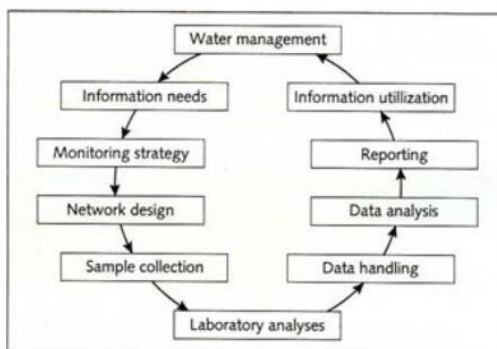 Water management
Information needs
Information utillization
Monitoring strategy
Reporting
Network design
Data analysis
Sample collection
Data handling
Laboratory analyses